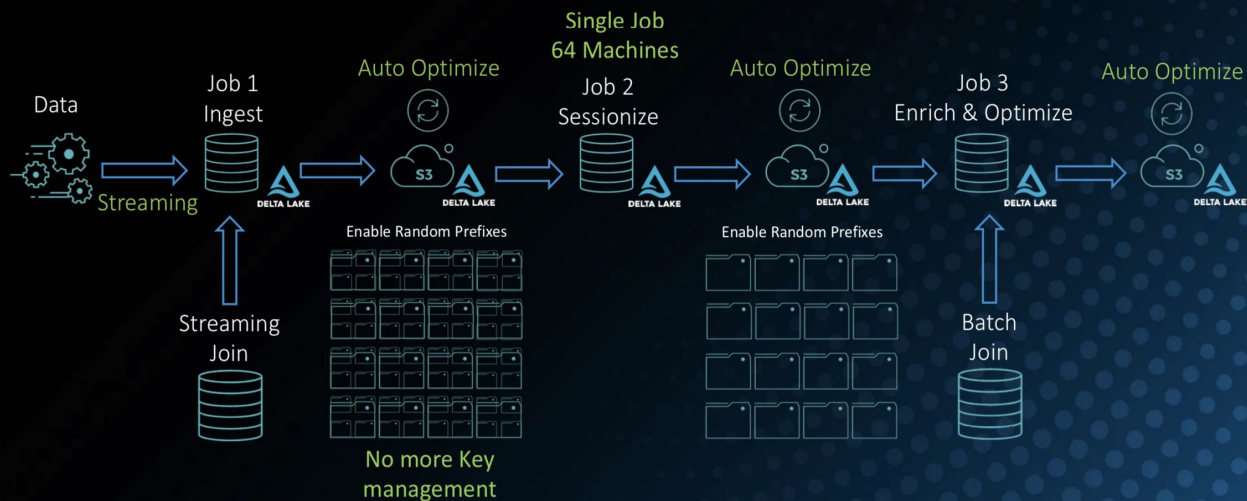 Single Job
64 Machines
Data
Job 1
Ingest
Auto Optimize
Job 2
Sessionize
Auto Optimize
Job 3
Enrich & Optimize
Auto Optimize
Streaming
DELTA LAKE
S3
DELTA LAKE
DELTA LAKE
S3
DELTA LAKE
DELTA LAKE
S3
DELTA LAKE
Enable Random Prefixes
Enable Random Prefixes
Streaming
Join
Batch
Join
No more Key
management